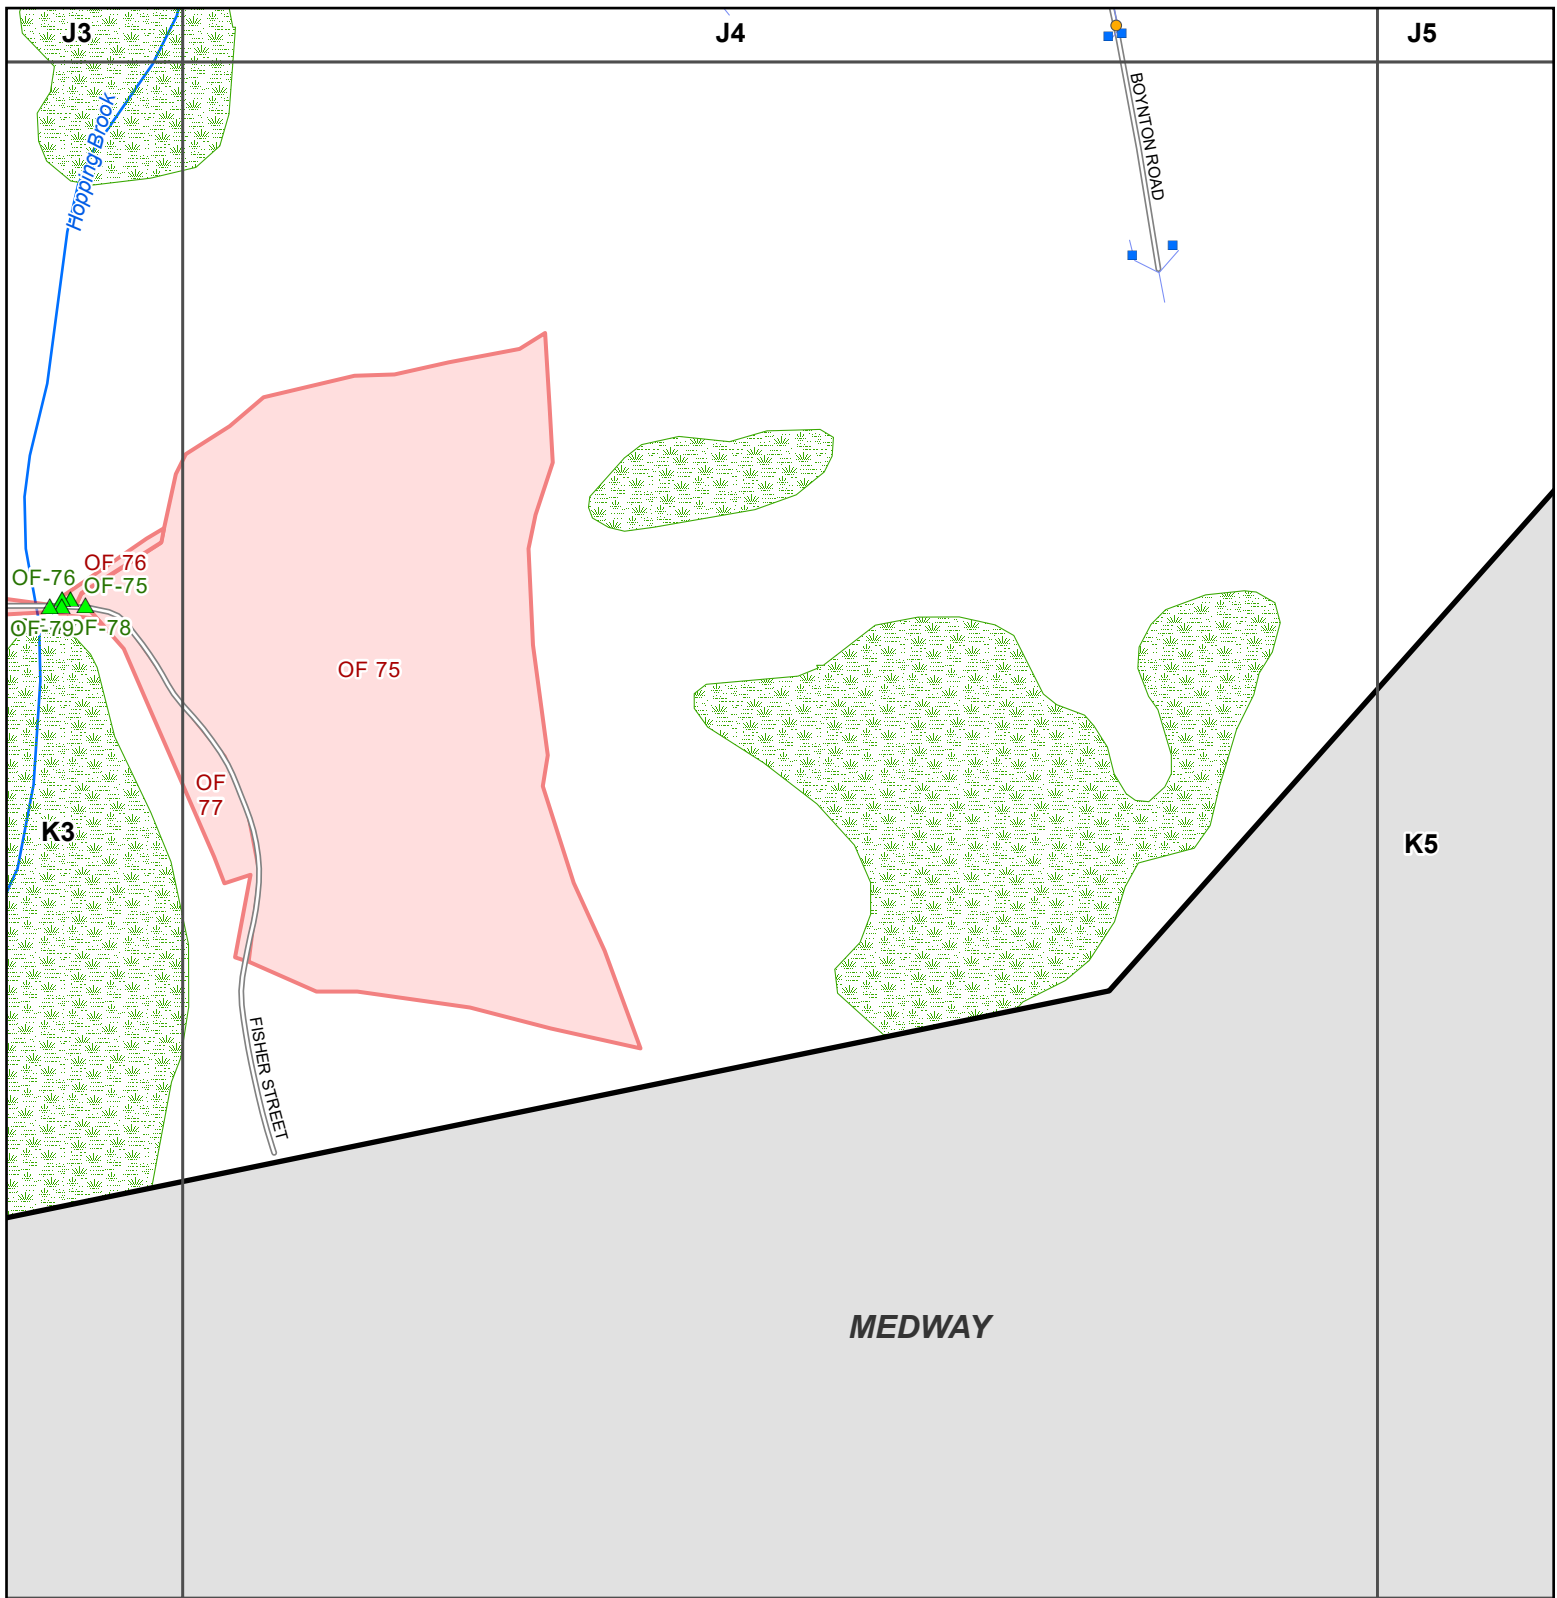 J3
J4
J5
BOYNTON ROAD
Hopping Brook
OF 76
OF-76
OF-75
OF-79
OF-78
OF 75
OF
77
K3
K5
FISHER STREET
MEDWAY